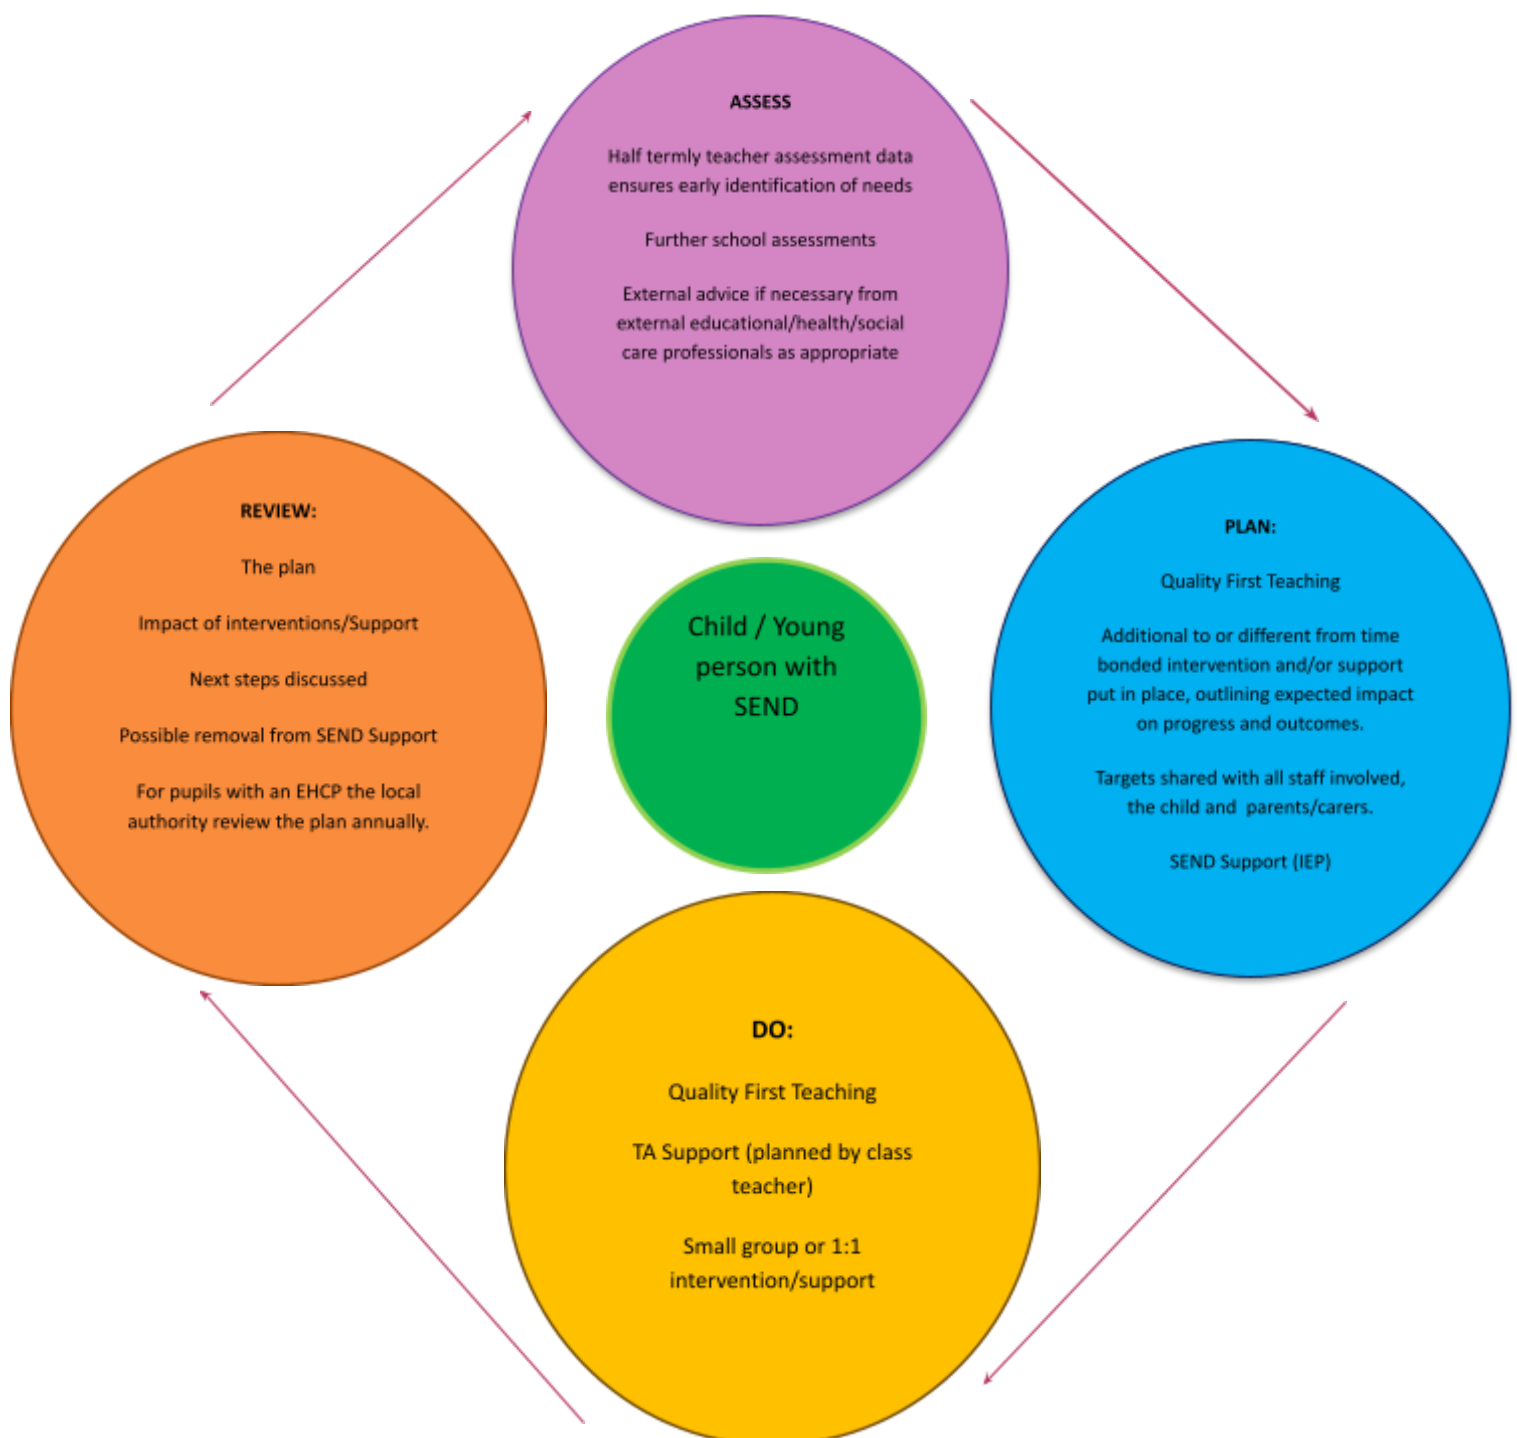 ASSESS
Half termly teacher assessment data
ensures early identification of needs
Further school assessments
External advice if necessary from
external educational/health/social
care professionals as appropriate
PLAN:
Quality First Teaching
Additional to or different from time
bonded intervention and/or support
put in place, outlining expected impact
on progress and outcomes.
Targets shared with all staff involved,
the child and parents/carers.
SEND Support (IEP)
DO:
Quality First Teaching
TA Support (planned by class
teacher)
Small group or 1:1
intervention/support
REVIEW:
The plan
Impact of interventions/Support
Next steps discussed
Possible removal from SEND Support
For pupils with an EHCP the local
authority review the plan annually.
Child / Young
person with
SEND